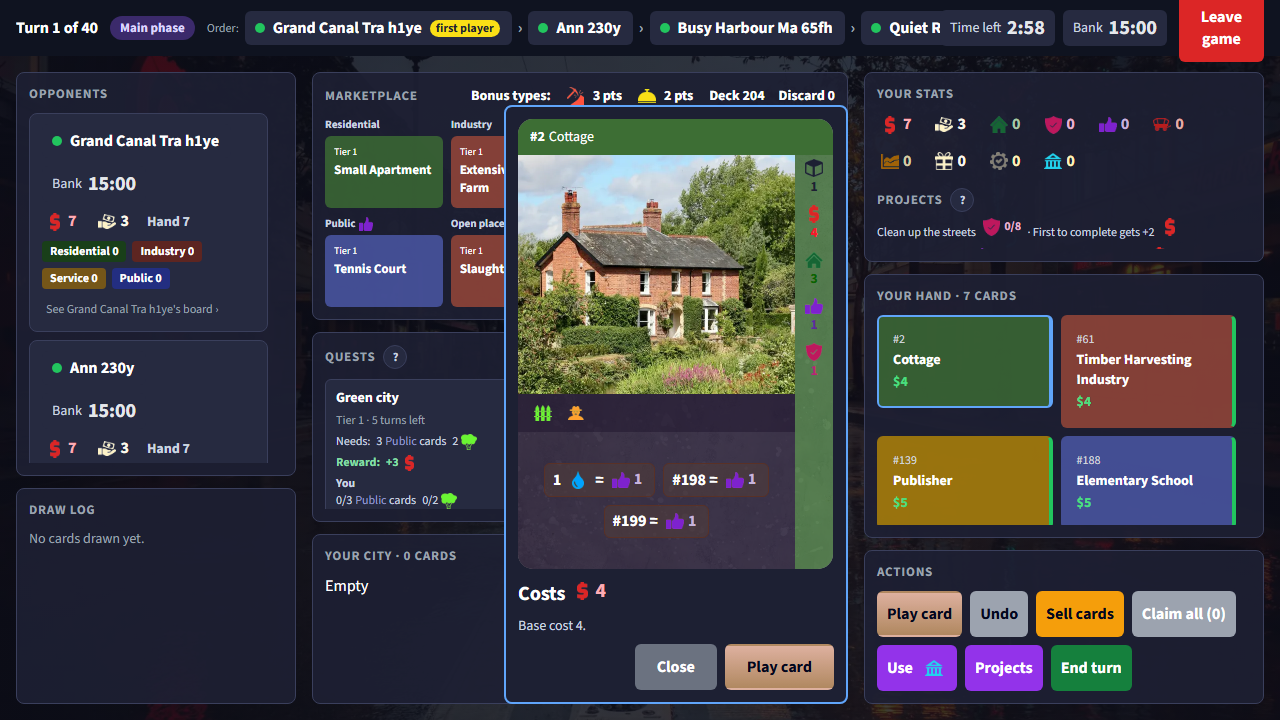 Turn 1 of 40
Main phase
Order:
Grand Canal Tra h1ye
first player
›
Ann 230y
›
Busy Harbour Ma 65fh
›
Quiet R
Time left 2:58
Bank 15:00
Leave game
OPPONENTS
Grand Canal Tra h1ye
Bank 15:00
7 3 Hand 7
Residential 0 Industry 0
Service 0 Public 0
See Grand Canal Tra h1ye's board ›
Ann 230y
Bank 15:00
7 3 Hand 7
DRAW LOG
No cards drawn yet.
MARKETPLACE
Bonus types: 3 pts 2 pts Deck 204 Discard 0
Residential
Tier 1
Small Apartment
Industry
Tier 1
Farm
Public
Tier 1
Tennis Court
Open place
Tier 1
QUESTS ?
Green city
Tier 1 · 5 turns left
Needs: 3 Public cards 2
Reward: +3
You
0/3 Public cards 0/2
YOUR CITY · 0 CARDS
Empty
#2 Cottage
1
4
3
1
1
1 = 1
#198 = 1
#199 = 1
Costs 4
Base cost 4.
Close
Play card
YOUR STATS
7 3 0 0 0 0
0 0 0 0
PROJECTS ?
Clean up the streets 0/8 · First to complete gets +2
YOUR HAND · 7 CARDS
#2
Cottage
$4
#61
Timber Harvesting
Industry
$4
#139
Publisher
$5
#188
Elementary School
$5
ACTIONS
Play card
Undo
Sell cards
Claim all (0)
Use
Projects
End turn